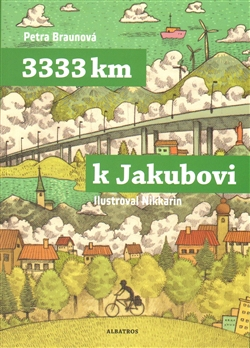 Petra Braunová
3333 km
k Jakubovi
Ilustroval Nikkarin
ALBATROS